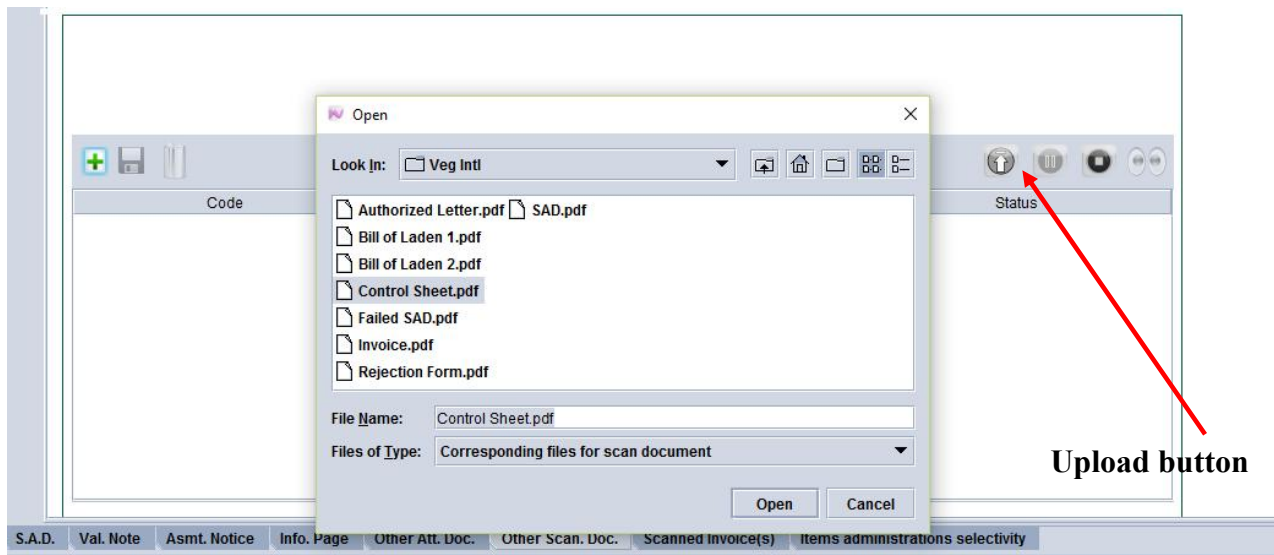 Open
Look In: Veg Intl
Code
Status
Authorized Letter.pdf SAD.pdf
Bill of Laden 1.pdf
Bill of Laden 2.pdf
Control Sheet.pdf
Failed SAD.pdf
Invoice.pdf
Rejection Form.pdf
File Name: Control Sheet.pdf
Files of Type: Corresponding files for scan document
Upload button
Open Cancel
S.A.D. Val. Note Asmt. Notice Info. Page Other Att. Doc. Other Scan. Doc. Scanned Invoice(s) Items administrations selectivity